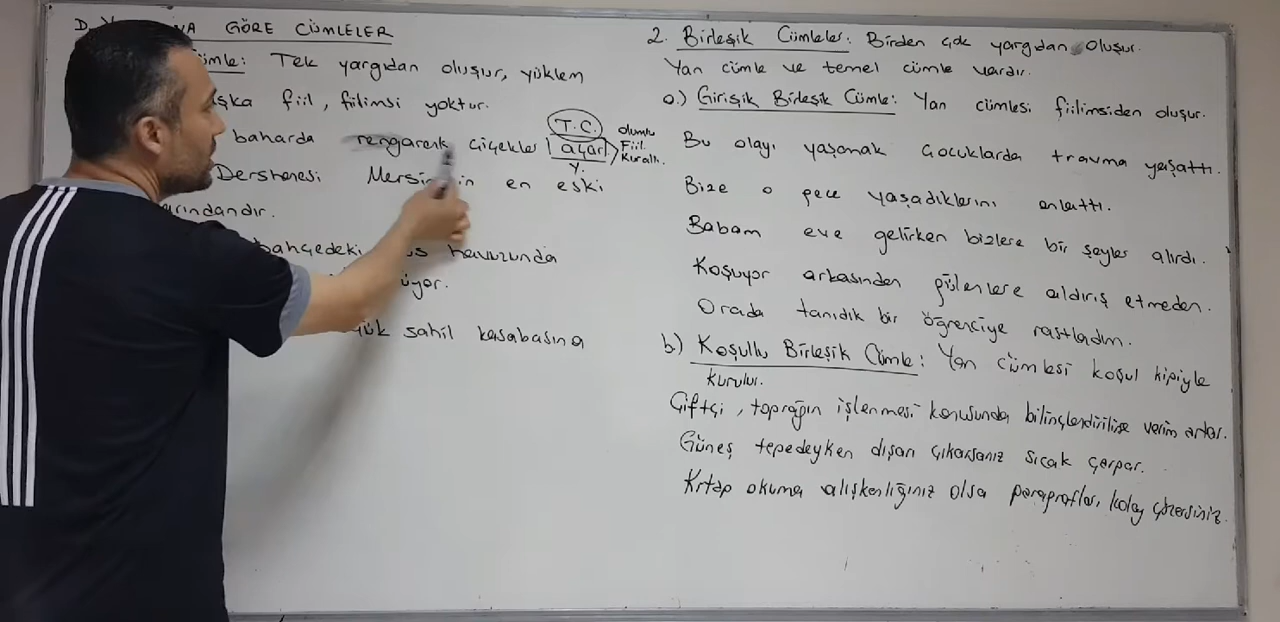 GÖRE CÜMLELER
Tek yargıdan oluşur, yüklem
fiil, fiilimsi yoktur.
baharda rengarenk çiçekler açar
T.C.
Y.
olumlu
Fiil
Kurallı
Dershanesi en eski
bahçedeki havuzunda
sahil kasabasına
2. Birleşik Cümleler: Birden çok yargıdan oluşur.
Yan cümle ve temel cümle vardır.
a.) Girişik Birleşik Cümle: Yan cümlesi fiilimsiden oluşur.
Bu olayı yaşamak çocuklarda travma yaşattı.
Bize o gece yaşadıklarını anlattı.
Babam eve gelirken bizlere bir şeyler alırdı.
Koşuyor arkasından gülenlere aldırış etmeden.
Orada tanıdık bir öğrenciye rastladım.
b.) Koşullu Birleşik Cümle: Yan cümlesi koşul kipiyle
kurulur.
Çiftçi, toprağın işlenmesi konusunda bilinçlendirilirse verim artar.
Güneş tepedeyken dışarı çıkarsanız sıcak çarpar.
Kitap okuma alışkanlığınız olsa paragrafları kolay çözersiniz.